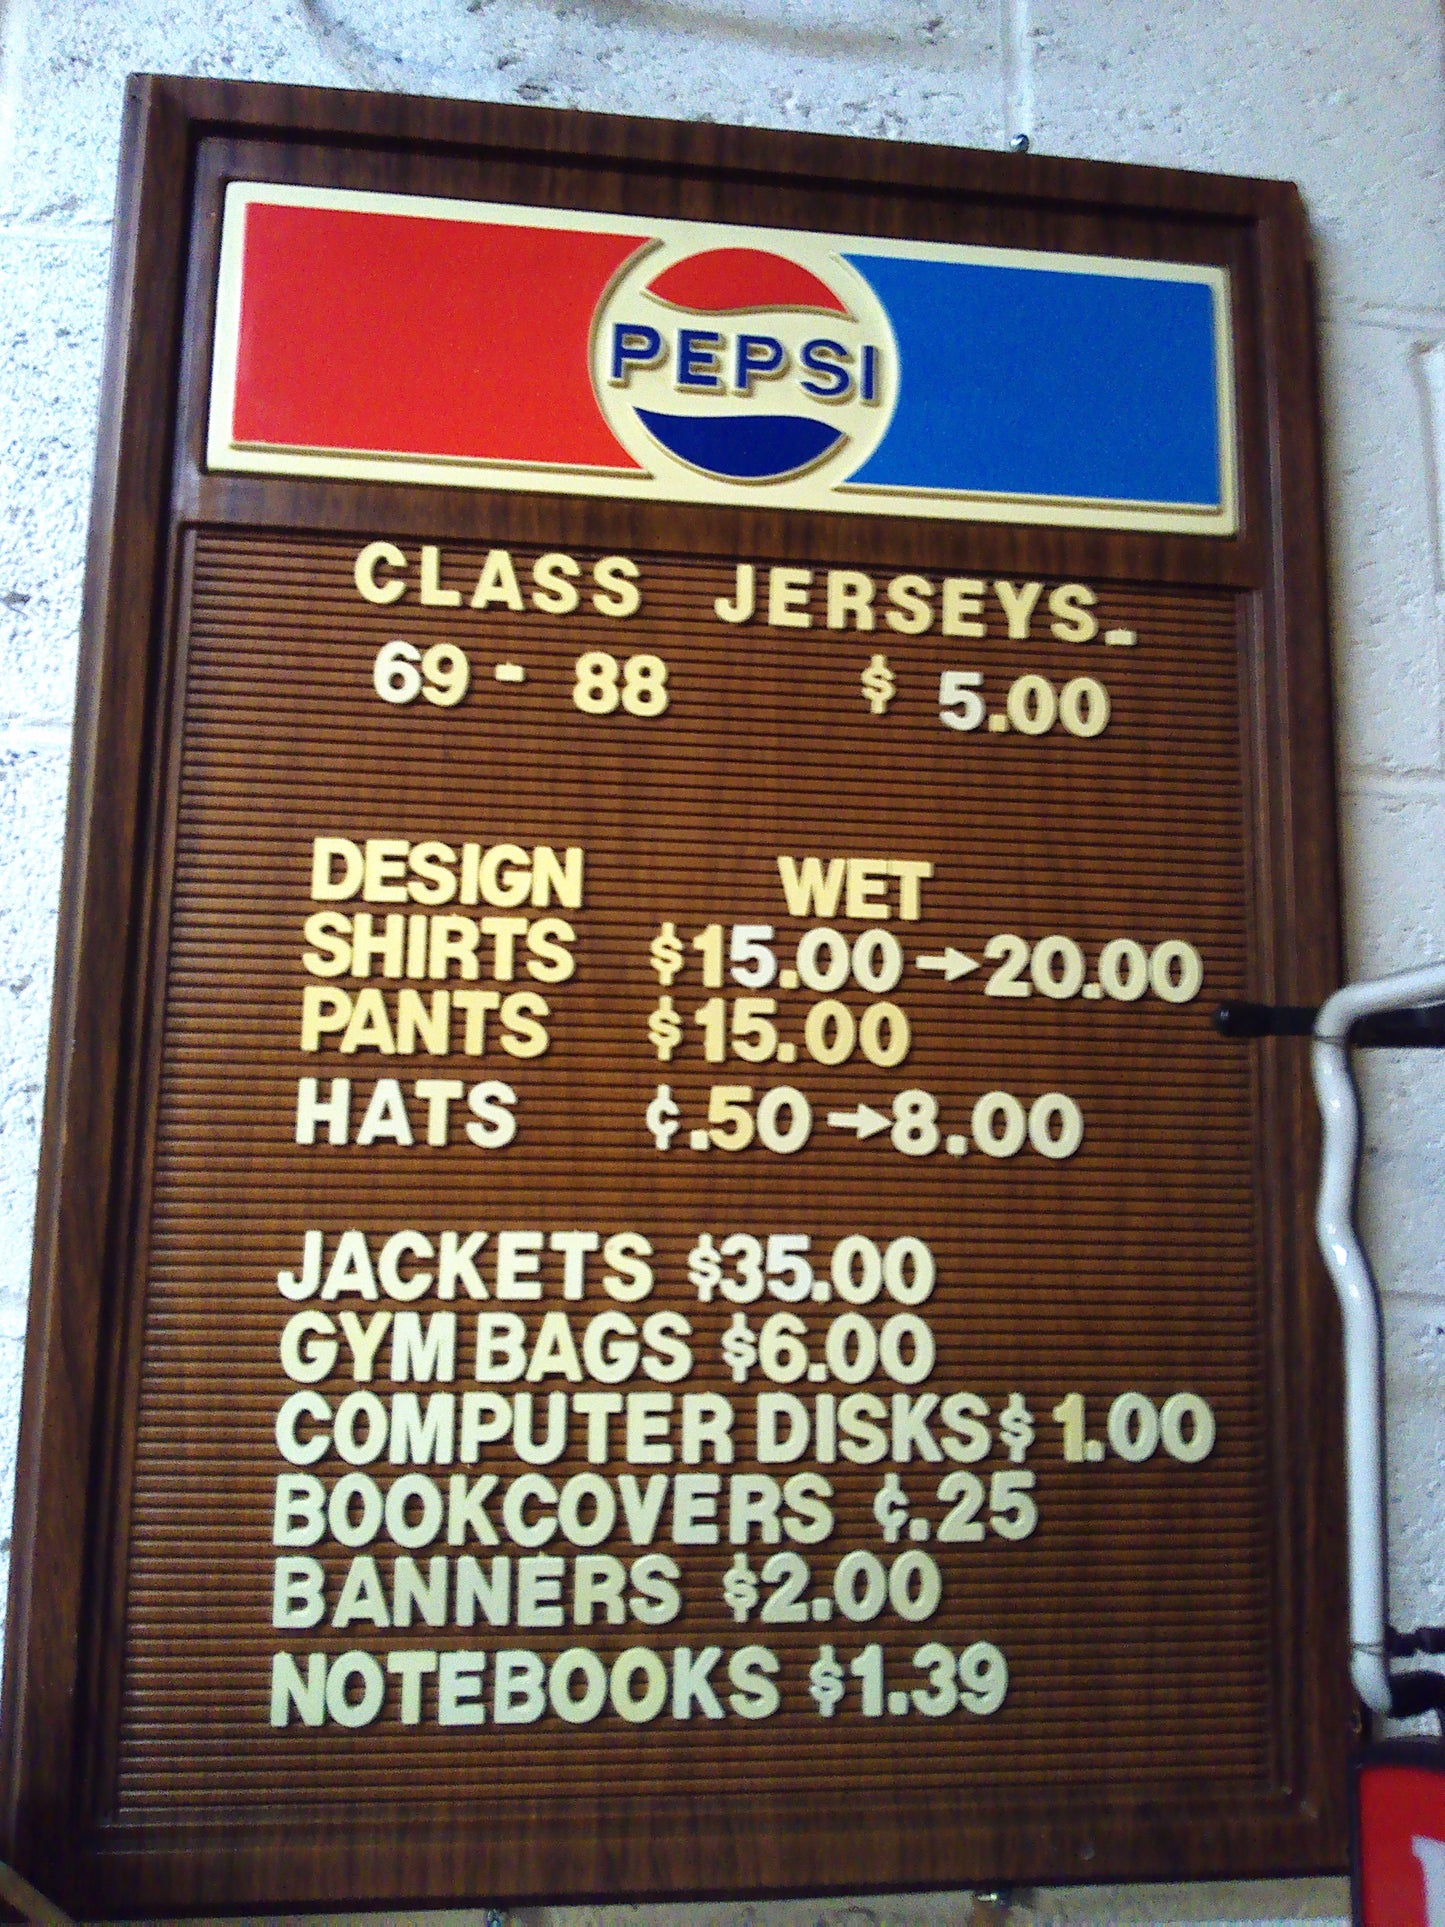 PEPSI
CLASS JERSEYS-
69 - 88 $ 5.00
DESIGN WET
SHIRTS $15.00→20.00
PANTS $15.00
HATS ¢.50→8.00
JACKETS $35.00
GYM BAGS $6.00
COMPUTER DISKS $ 1.00
BOOKCOVERS ¢.25
BANNERS $2.00
NOTEBOOKS $1.39